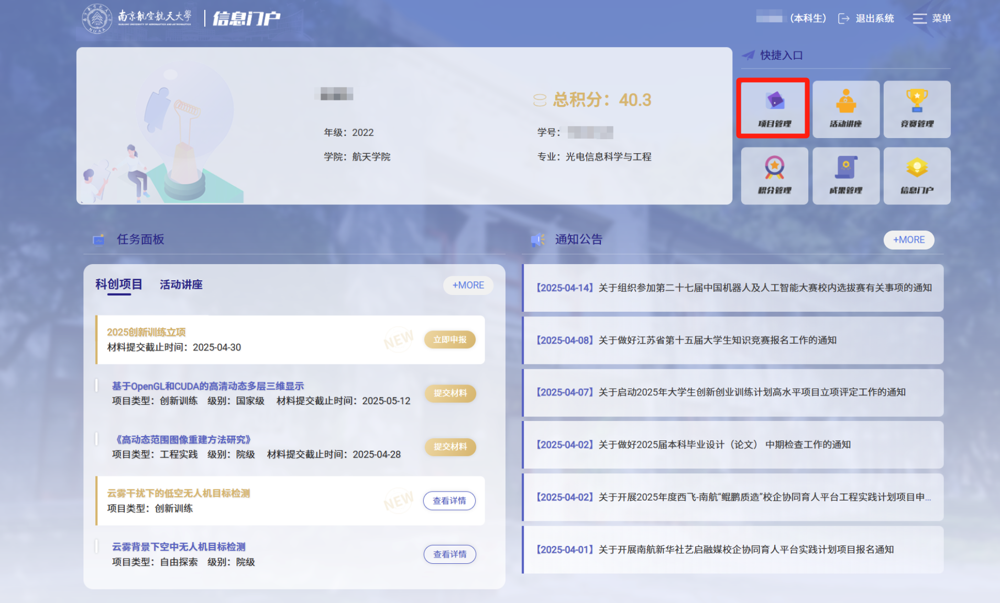 南京航空航天大學
NANJING UNIVERSITY OF AERONAUTICS AND ASTRONAUTICS
NUAA
信息门户
(本科生)
退出系统
菜单
总积分：40.3
年级：2022
学号：
学院：航天学院
专业：光电信息科学与工程
快捷入口
项目管理
活动讲座
竞赛管理
积分管理
成果管理
信息门户
任务面板
科创项目
活动讲座
+MORE
2025创新训练立项
材料提交截止时间：2025-04-30
NEW
立即申报
基于OpenGL和CUDA的高清动态多层三维显示
项目类型：创新训练 级别：国家级 材料提交截止时间：2025-05-12
提交材料
《高动态范围图像重建方法研究》
项目类型：工程实践 级别：院级 材料提交截止时间：2025-04-28
提交材料
云雾干扰下的低空无人机目标检测
项目类型：创新训练
NEW
查看详情
云雾背景下空中无人机目标检测
项目类型：自由探索 级别：院级
查看详情
通知公告
+MORE
【2025-04-14】关于组织参加第二十七届中国机器人及人工智能大赛校内选拔赛有关事项的通知
【2025-04-08】关于做好江苏省第十五届大学生知识竞赛报名工作的通知
【2025-04-07】关于启动2025年大学生创新创业训练计划高水平项目立项评定工作的通知
【2025-04-02】关于做好2025届本科毕业设计（论文） 中期检查工作的通知
【2025-04-02】关于开展2025年度西飞-南航“鲲鹏质造”校企协同育人平台工程实践计划项目申...
【2025-04-01】关于开展南航新华社艺启融媒校企协同育人平台实践计划项目报名通知